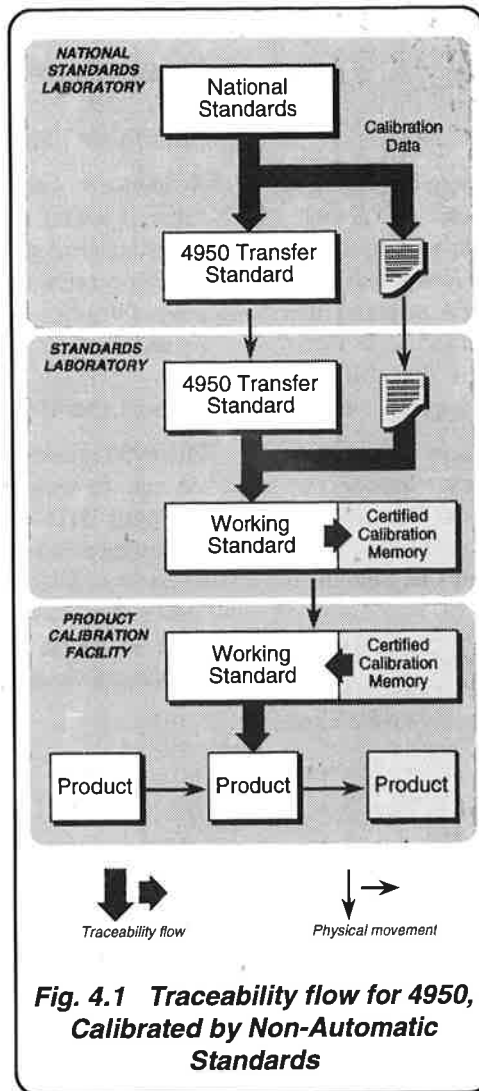 NATIONAL
STANDARDS
LABORATORY
National
Standards
Calibration
Data
4950 Transfer
Standard
STANDARDS
LABORATORY
4950 Transfer
Standard
Working
Standard
Certified
Calibration
Memory
PRODUCT
CALIBRATION
FACILITY
Working
Standard
Certified
Calibration
Memory
Product
Product
Product
Traceability flow
Physical movement
Fig. 4.1 Traceability flow for 4950,
Calibrated by Non-Automatic
Standards